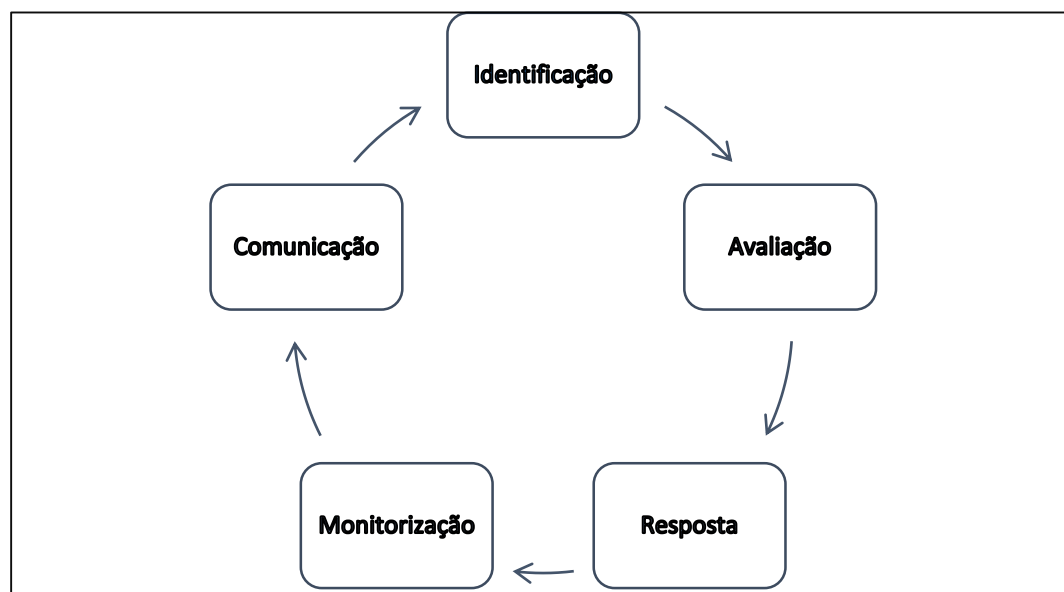 Identificação
Avaliação
Resposta
Monitorização
Comunicação